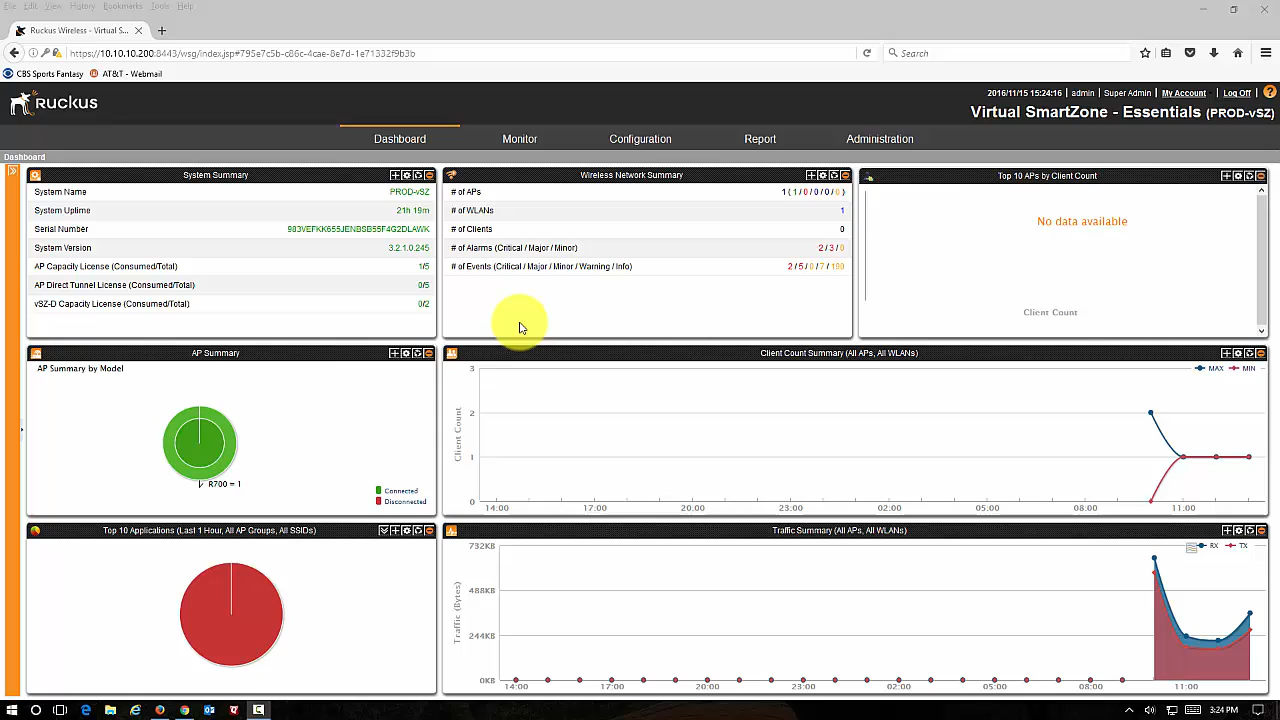 File Edit View History Bookmarks Tools Help
Ruckus Wireless - Virtual S...
https://10.10.10.200:8443/wsg/index.jsp#795e7c5b-c86c-4cae-8e7d-1e71332f9b3b
Search
CBS Sports Fantasy AT&T - Webmail
RUCKUS
2016/11/15 15:24:16 | admin | Super Admin | My Account | Log Off | ?
Virtual SmartZone - Essentials (PROD-vSZ)
Dashboard Monitor Configuration Report Administration
Dashboard
System Summary
System Name PROD-vSZ
System Uptime 21h 19m
Serial Number 983VEFKK655JENBSB55F4G2DLAWK
System Version 3.2.1.0.245
AP Capacity License (Consumed/Total) 1/5
AP Direct Tunnel License (Consumed/Total) 0/5
vSZ-D Capacity License (Consumed/Total) 0/2
Wireless Network Summary
# of APs 1 ( 1 / 0 / 0 / 0 / 0 )
# of WLANs 1
# of Clients 0
# of Alarms (Critical / Major / Minor) 2 / 3 / 0
# of Events (Critical / Major / Minor / Warning / Info) 2 / 5 / 0 / 7 / 190
Top 10 APs by Client Count
No data available
Client Count
AP Summary
AP Summary by Model
R700 = 1
Connected
Disconnected
Client Count Summary (All APs, All WLANs)
MAX MIN
Client Count
3
2
1
0
14:00 17:00 20:00 23:00 02:00 05:00 08:00 11:00
Top 10 Applications (Last 1 Hour, All AP Groups, All SSIDs)
Traffic Summary (All APs, All WLANs)
RX TX
Traffic (Bytes)
732KB
488KB
244KB
0KB
14:00 17:00 20:00 23:00 02:00 05:00 08:00 11:00
3:24 PM